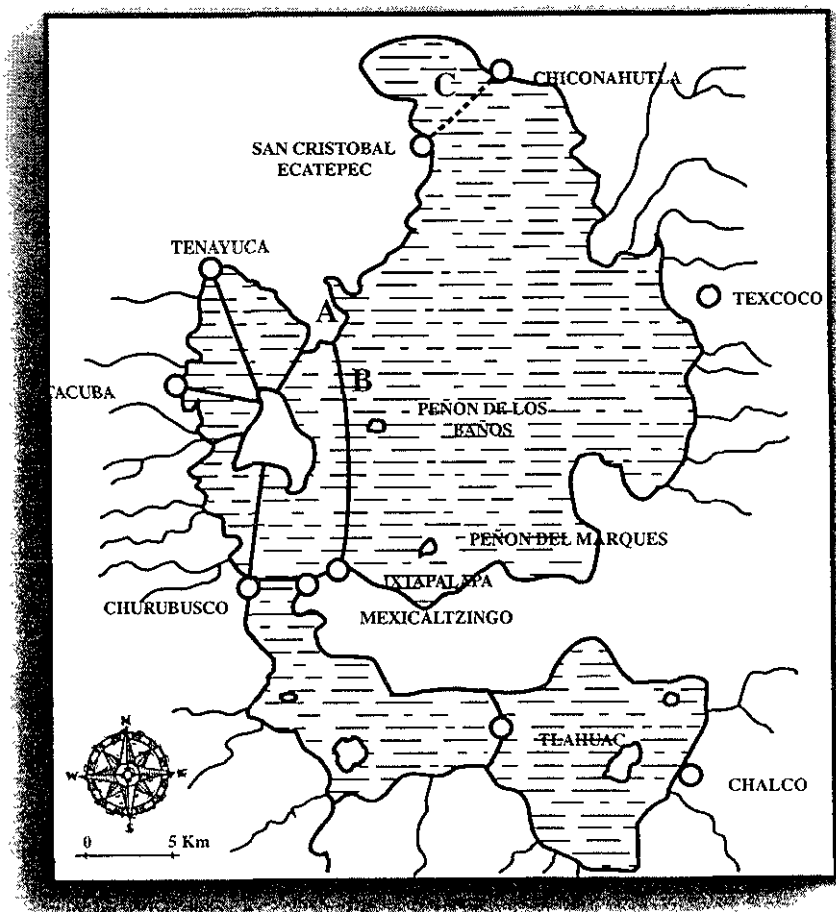 C
CHICONAHUTLA
SAN CRISTOBAL
ECATEPEC
TENAYUCA
A
TEXCOCO
TACUBA
B
PEÑON DE LOS
BAÑOS
PEÑON DEL MARQUES
IXTAPALAPA
CHURUBUSCO
MEXICALTZINGO
N
W
E
S
TLAHUAC
CHALCO
0 5 Km